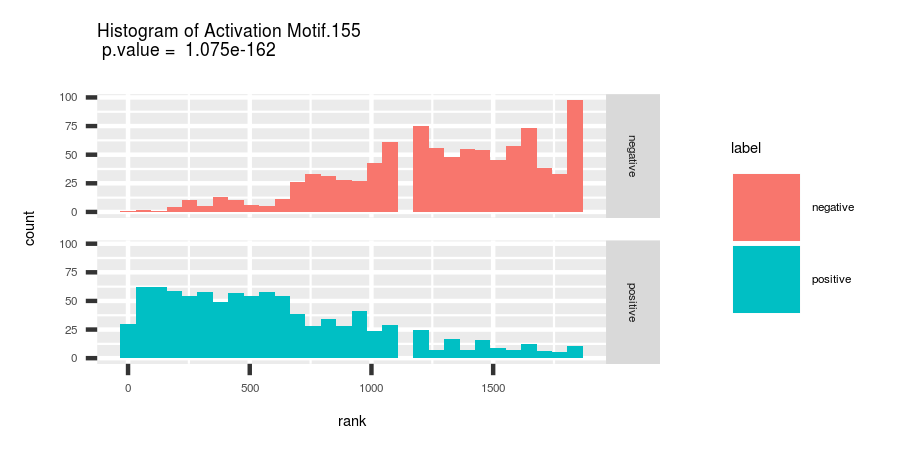 Histogram of Activation Motif.155
p.value =  1.075e-162
100
75
50
25
0
negative
100
75
50
25
0
positive
count
0
500
1000
1500
rank
label
negative
positive